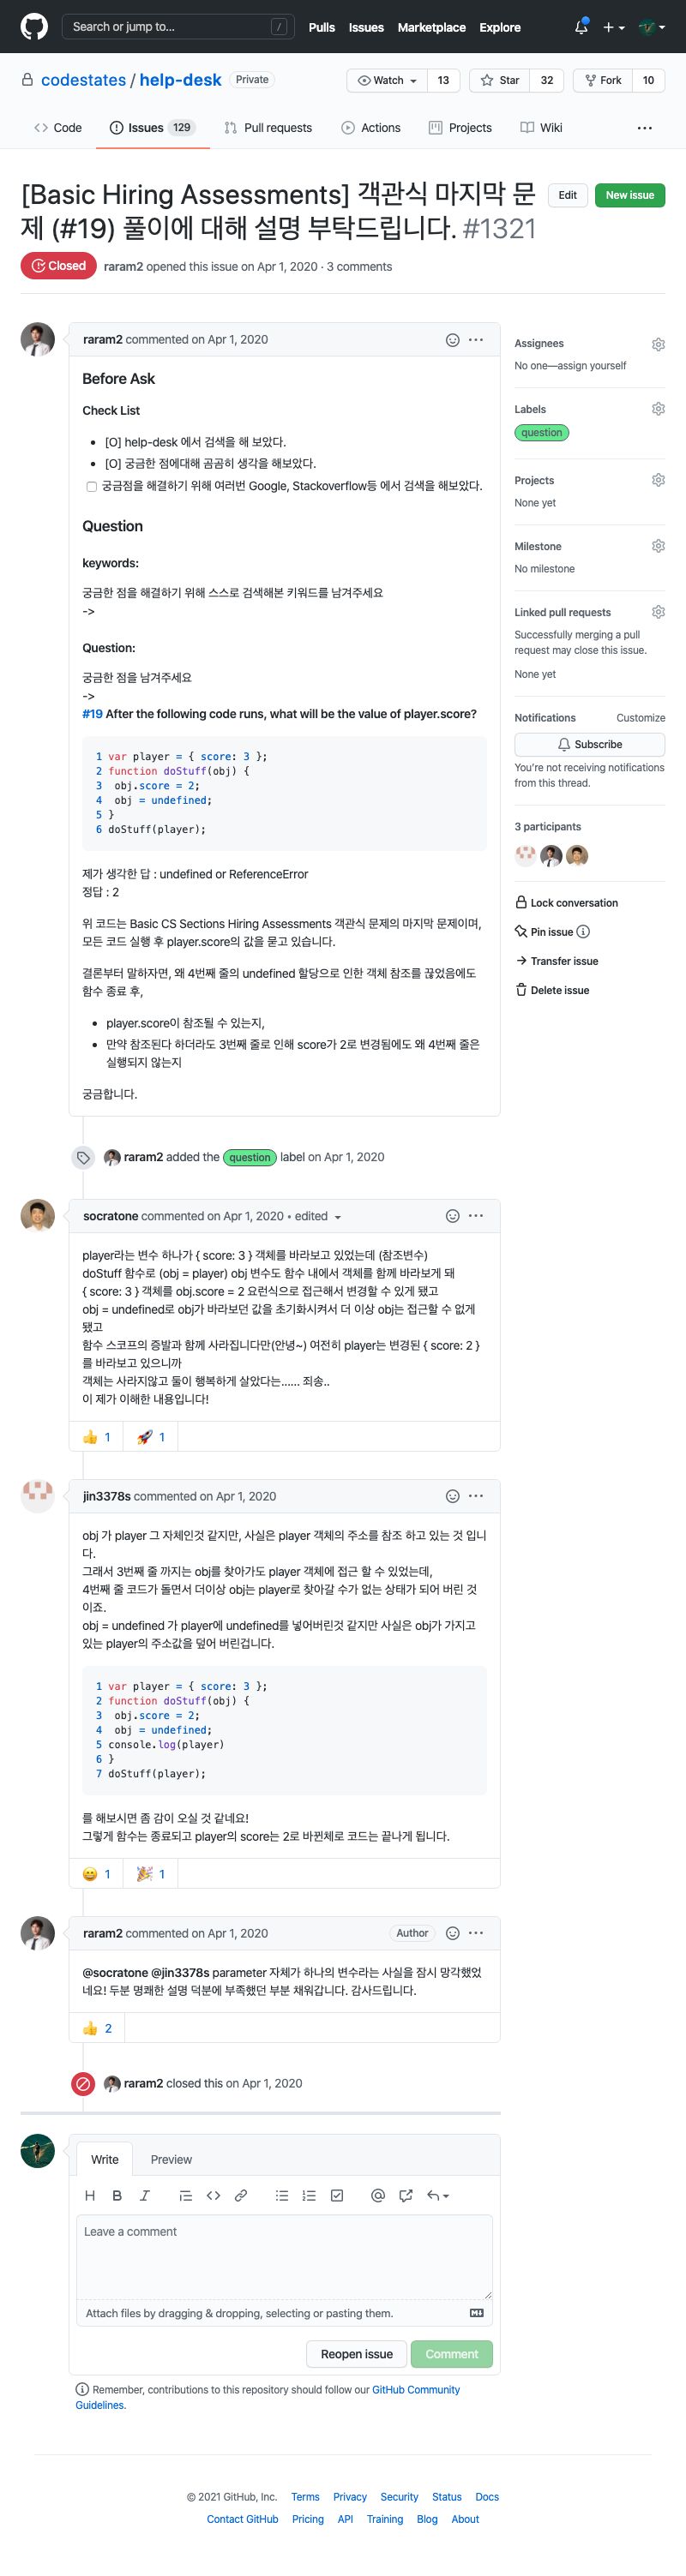 Search or jump to...
/
Pulls Issues Marketplace Explore
codestates / help-desk Private
Watch 13 Star 32 Fork 10
Code Issues 129 Pull requests Actions Projects Wiki
[Basic Hiring Assessments] 객관식 마지막 문
제 (#19) 풀이에 대해 설명 부탁드립니다. #1321
Edit New issue
Closed raram2 opened this issue on Apr 1, 2020 · 3 comments
raram2 commented on Apr 1, 2020
Before Ask
Check List
[O] help-desk 에서 검색을 해 보았다.
[O] 궁금한 점에대해 곰곰히 생각을 해보았다.
궁금점을 해결하기 위해 여러번 Google, Stackoverflow등 에서 검색을 해보았다.
Question
keywords:
궁금한 점을 해결하기 위해 스스로 검색해본 키워드를 남겨주세요
->
Question:
궁금한 점을 남겨주세요
->
#19 After the following code runs, what will be the value of player.score?
1 var player = { score: 3 };
2 function doStuff(obj) {
3  obj.score = 2;
4  obj = undefined;
5 }
6 doStuff(player);
제가 생각한 답 : undefined or ReferenceError
정답 : 2
위 코드는 Basic CS Sections Hiring Assessments 객관식 문제의 마지막 문제이며,
모든 코드 실행 후 player.score의 값을 묻고 있습니다.
결론부터 말하자면, 왜 4번째 줄의 undefined 할당으로 인한 객체 참조를 끊었음에도
함수 종료 후,
player.score이 참조될 수 있는지,
만약 참조된다 하더라도 3번째 줄로 인해 score가 2로 변경됨에도 왜 4번째 줄은
실행되지 않는지
궁금합니다.
Assignees
No one—assign yourself
Labels
question
Projects
None yet
Milestone
No milestone
Linked pull requests
Successfully merging a pull
request may close this issue.
None yet
Notifications Customize
Subscribe
You're not receiving notifications
from this thread.
3 participants
Lock conversation
Pin issue
Transfer issue
Delete issue
raram2 added the question label on Apr 1, 2020
socratone commented on Apr 1, 2020 • edited
player라는 변수 하나가 { score: 3 } 객체를 바라보고 있었는데 (참조변수)
doStuff 함수로 (obj = player) obj 변수도 함수 내에서 객체를 함께 바라보게 돼
{ score: 3 } 객체를 obj.score = 2 요런식으로 접근해서 변경할 수 있게 됐고
obj = undefined로 obj가 바라보던 값을 초기화시켜서 더 이상 obj는 접근할 수 없게
됐고
함수 스코프의 증발과 함께 사라집니다만(안녕~) 여전히 player는 변경된 { score: 2 }
를 바라보고 있으니까
객체는 사라지않고 둘이 행복하게 살았다는...... 죄송..
이 제가 이해한 내용입니다!
👍 1 🚀 1
jin3378s commented on Apr 1, 2020
obj 가 player 그 자체인것 같지만, 사실은 player 객체의 주소를 참조 하고 있는 것 입니
다.
그래서 3번째 줄 까지는 obj를 찾아가도 player 객체에 접근 할 수 있었는데,
4번째 줄 코드가 돌면서 더이상 obj는 player로 찾아갈 수가 없는 상태가 되어 버린 것
이죠.
obj = undefined 가 player에 undefined를 넣어버린것 같지만 사실은 obj가 가지고
있는 player의 주소값을 덮어 버린겁니다.
1 var player = { score: 3 };
2 function doStuff(obj) {
3  obj.score = 2;
4  obj = undefined;
5 console.log(player)
6 }
7 doStuff(player);
를 해보시면 좀 감이 오실 것 같네요!
그렇게 함수는 종료되고 player의 score는 2로 바뀐체로 코드는 끝나게 됩니다.
😄 1 🎉 1
raram2 commented on Apr 1, 2020 Author
@socratone @jin3378s parameter 자체가 하나의 변수라는 사실을 잠시 망각했었
네요! 두분 명쾌한 설명 덕분에 부족했던 부분 채워갑니다. 감사드립니다.
👍 2
raram2 closed this on Apr 1, 2020
Write Preview
Leave a comment
Attach files by dragging & dropping, selecting or pasting them.
Reopen issue Comment
Remember, contributions to this repository should follow our GitHub Community
Guidelines.
© 2021 GitHub, Inc. Terms Privacy Security Status Docs
Contact GitHub Pricing API Training Blog About